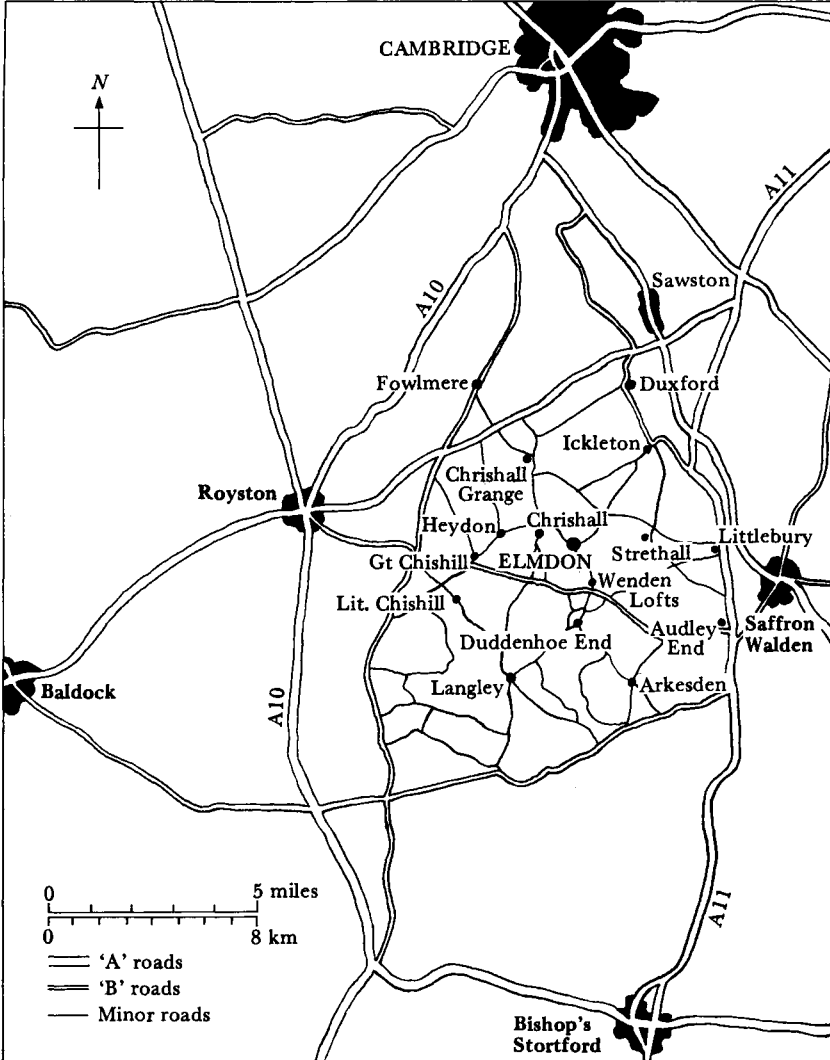 CAMBRIDGE
N
A11
Sawston
A10
Fowlmere
Duxford
Ickleton
Chrishall
Grange
Royston
Heydon
Chrishall
Littlebury
Gt Chishill
ELMDON
Strethall
Wenden
Lofts
Lit. Chishill
Duddenhoe End
Audley
End
Saffron
Walden
Baldock
Langley
Arkesden
A10
0 5 miles
0 8 km
A11
'A' roads
'B' roads
Minor roads
Bishop's
Stortford